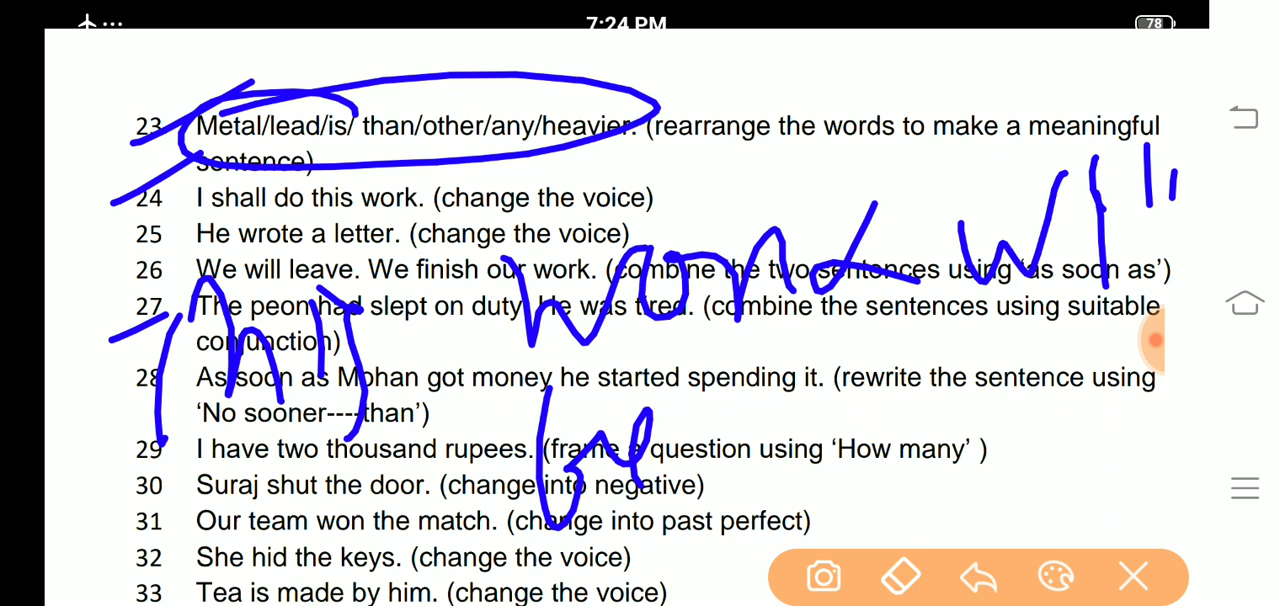 7:24 PM
78
23 Metal/lead/is/ than/other/any/heavier. (rearrange the words to make a meaningful
sentence)
24 I shall do this work. (change the voice)
25 He wrote a letter. (change the voice)
26 We will leave. We finish our work. (combine the two sentences using 'as soon as')
27 The peon had slept on duty. He was tired. (combine the sentences using suitable
conjunction)
28 As soon as Mohan got money he started spending it. (rewrite the sentence using
'No sooner----than')
29 I have two thousand rupees. (frame a question using 'How many' )
30 Suraj shut the door. (change into negative)
31 Our team won the match. (change into past perfect)
32 She hid the keys. (change the voice)
33 Tea is made by him. (change the voice)
work will
be